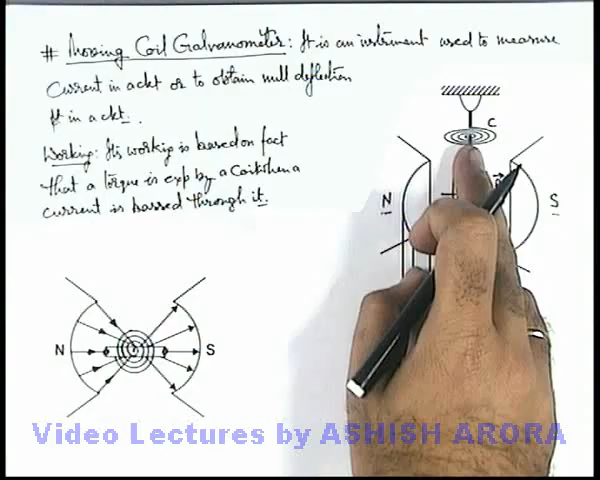 # Moving Coil Galvanometer: It is an instrument used to measure
current in a ckt or to obtain null deflection
pt in a ckt.
Working: Its workig is based on fact
that a torque is exp by a coil when a
current is passed through it.
C
N
S
N
S
Video Lectures by ASHISH ARORA